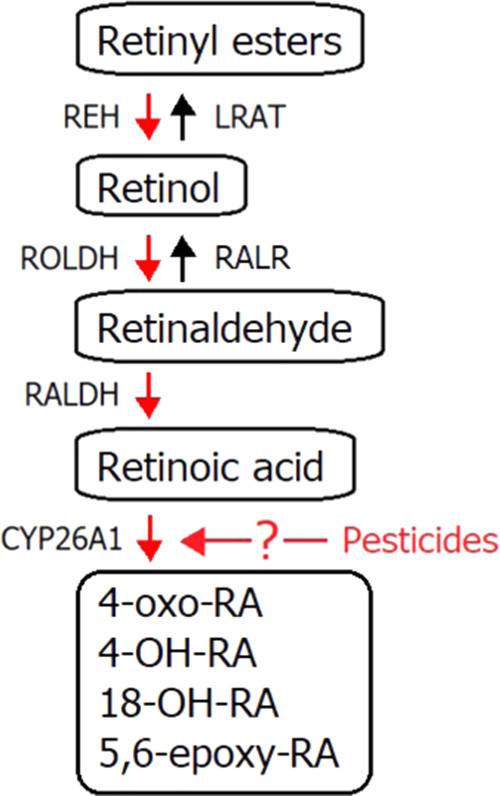 Retinyl esters
REH LRAT
Retinol
ROLDH RALR
Retinaldehyde
RALDH
Retinoic acid
CYP26A1 ? Pesticides
4-oxo-RA
4-OH-RA
18-OH-RA
5,6-epoxy-RA